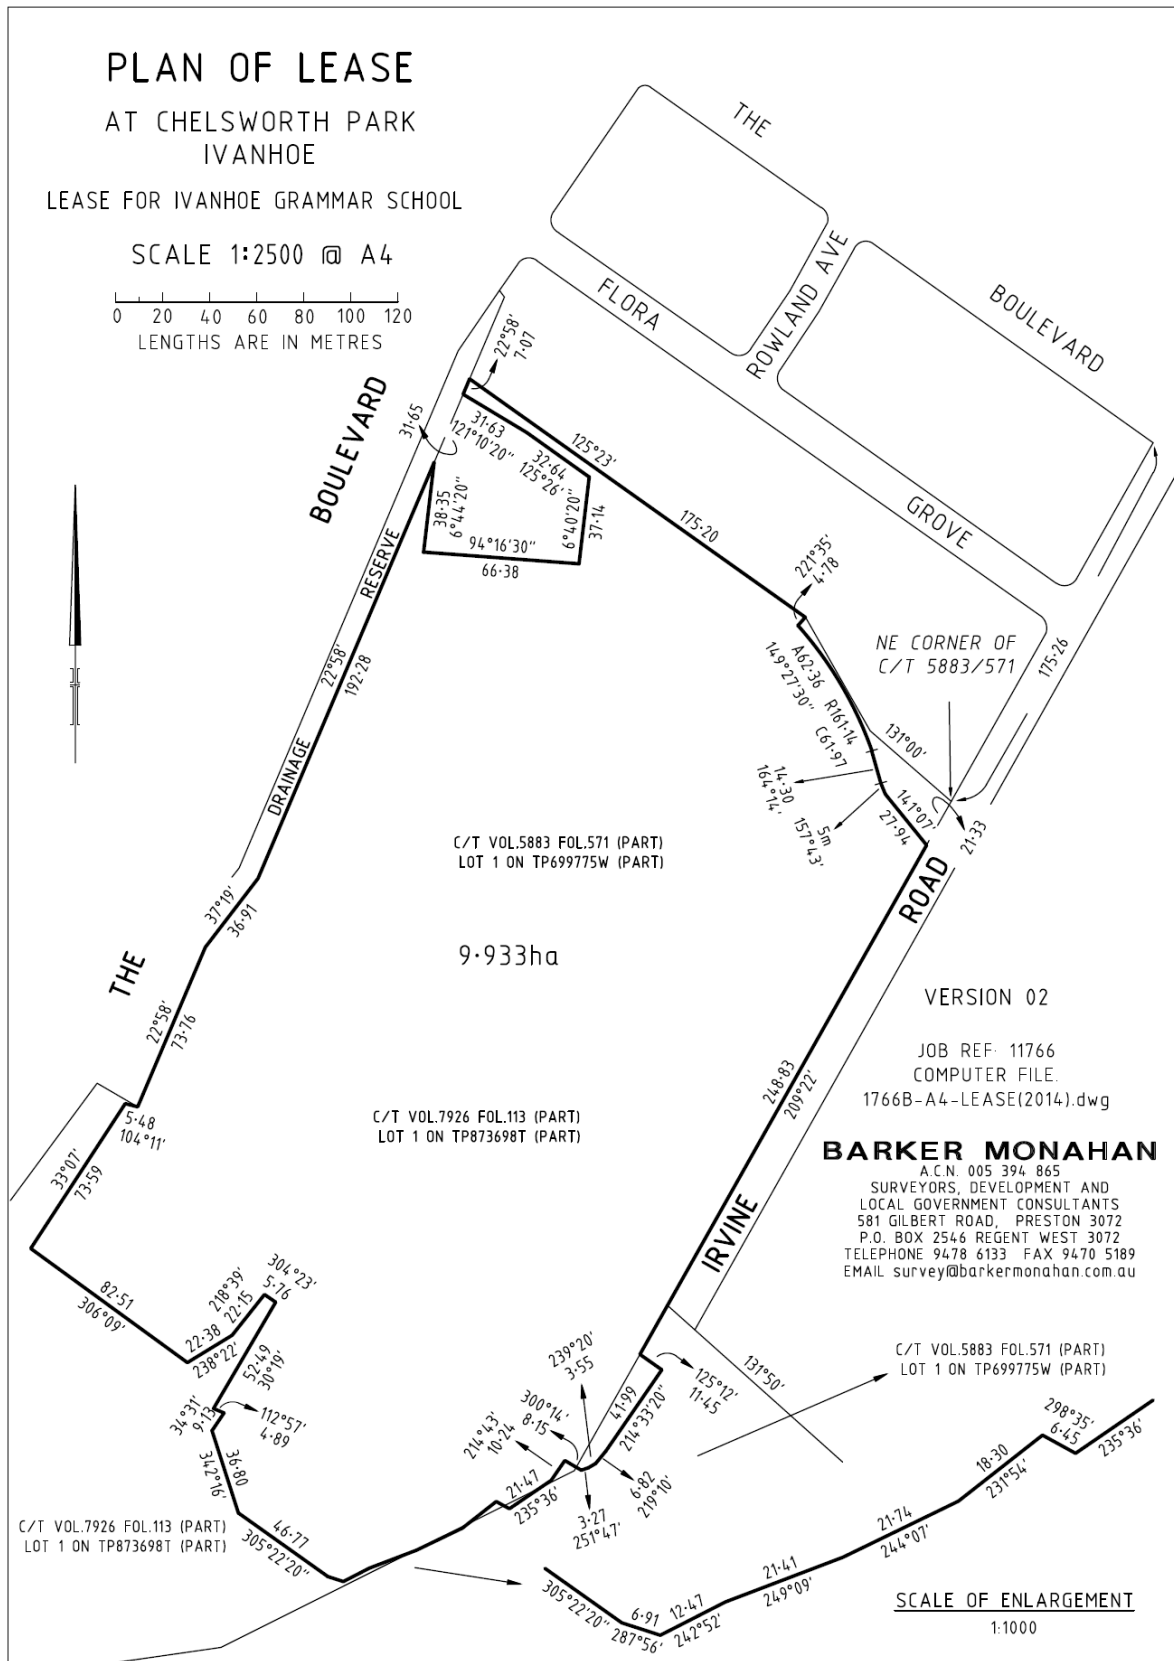 PLAN OF LEASE
AT CHELSWORTH PARK
IVANHOE
LEASE FOR IVANHOE GRAMMAR SCHOOL
SCALE 1:2500 @ A4
0 20 40 60 80 100 120
LENGTHS ARE IN METRES
THE
BOULEVARD
ROWLAND AVE
FLORA
GROVE
THE
BOULEVARD
DRAINAGE
RESERVE
22°58'
7·07
31·65
31·63
121°10'20"
32·64
125°26'
125°23'
175·20
38·35
6°44'20"
94°16'30"
66·38
6°40'20"
37·14
22°58'
192·28
221°35'
4·78
NE CORNER OF
C/T 5883/571
175·26
A62·36 R161·14 C61·97
149°27'30"
131°00'
14·30
164°14'
5m
157°43'
141°07'
27·94
21·33
ROAD
IRVINE
C/T VOL.5883 FOL.571 (PART)
LOT 1 ON TP699775W (PART)
9·933ha
37°19'
36·91
22°58'
73·76
VERSION 02
JOB REF· 11766
COMPUTER FILE.
1766B-A4-LEASE(2014).dwg
BARKER MONAHAN
A.C.N. 005 394 865
SURVEYORS, DEVELOPMENT AND
LOCAL GOVERNMENT CONSULTANTS
581 GILBERT ROAD, PRESTON 3072
P.O. BOX 2546 REGENT WEST 3072
TELEPHONE 9478 6133 FAX 9470 5189
EMAIL survey@barkermonahan.com.au
248·83
209°22'
C/T VOL.7926 FOL.113 (PART)
LOT 1 ON TP873698T (PART)
5·48
104°11'
33°07'
73·59
82·51
306°09'
218°39'
22·15
304°23'
5·76
22·38
238°22'
52·49
30°19'
34°31'
9·13
112°57'
4·89
36·80
342°16'
46·77
305°22'20"
C/T VOL.7926 FOL.113 (PART)
LOT 1 ON TP873698T (PART)
239°20'
3·55
300°14'
8·15
214°43'
10·24
21·47
235°36'
41·99
214°33'20"
125°12'
11·45
131°50'
6·82
219°10'
3·27
251°47'
C/T VOL.5883 FOL.571 (PART)
LOT 1 ON TP699775W (PART)
298°35'
6·45
235°36'
18·30
231°54'
21·74
244°07'
21·41
249°09'
12·47
242°52'
6·91
287°56'
305°22'20"
SCALE OF ENLARGEMENT
1:1000